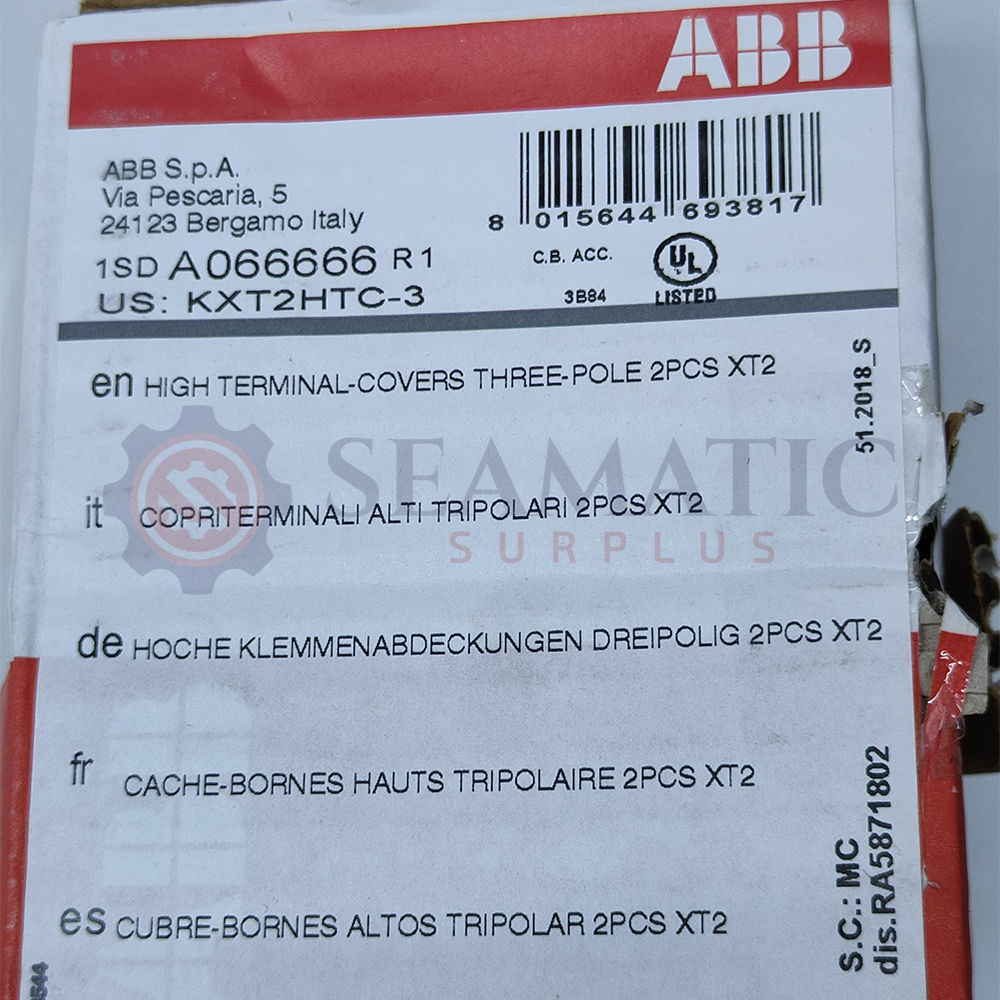 ABB
ABB S.p.A.
Via Pescaria, 5
24123 Bergamo Italy
1SD A066666 R1
US: KXT2HTC-3
8 015644 693817
C.B. ACC.
3B84
UL
LISTED
en HIGH TERMINAL-COVERS THREE-POLE 2PCS XT2
51.2018_S
SEAMATIC
SURPLUS
it COPRITERMINALI ALTI TRIPOLARI 2PCS XT2
de HOCHE KLEMMENABDECKUNGEN DREIPOLIG 2PCS XT2
fr CACHE-BORNES HAUTS TRIPOLAIRE 2PCS XT2
es CUBRE-BORNES ALTOS TRIPOLAR 2PCS XT2
S.C.: MC
dis.RA5871802